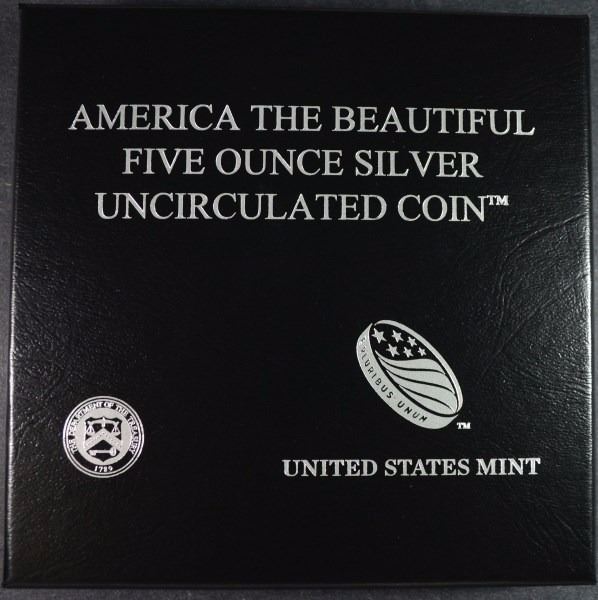 AMERICA THE BEAUTIFUL
FIVE OUNCE SILVER
UNCIRCULATED COIN™
E PLURIBUS UNUM
™
THE DEPARTMENT OF THE TREASURY
1789
UNITED STATES MINT